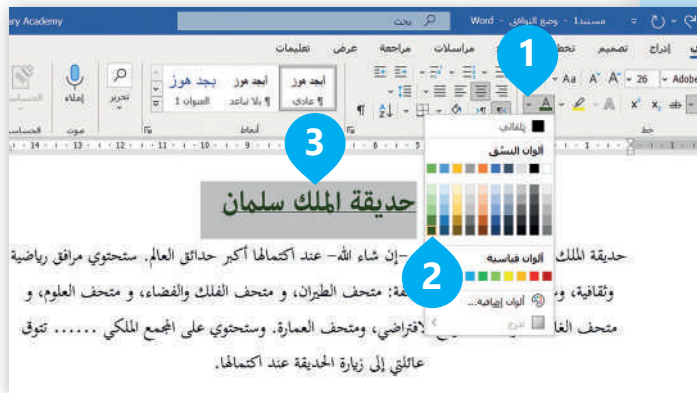 مستند1 - وضع التوافق - Word
بحث
ary Academy
إدراج
تصميم
مراسلات
مراجعة
عرض
تعليمات
1
Adobe
26
Aa
خط
أبجد هوز
¶ عادي
أبجد هوز
¶ بلا تباعد
بجد هوز
العنوان 1
أنماط
تحرير
إملاء
صوت
3
تلقائي
ألوان النسق
ألوان قياسية
ألوان إضافية...
تدرج
2
حديقة الملك سلمان
حديقة الملك –إن شاء الله– عند اكتمالها أكبر حدائق العالم. ستحتوي مرافق رياضية
وثقافية، فة: متحف الطيران، و متحف الفلك والفضاء، و متحف العلوم، و
متحف لافتراضي، ومتحف العمارة. وستحتوي على المجمع الملكي ...... تتوق
عائلتي إلى زيارة الحديقة عند اكتمالها.